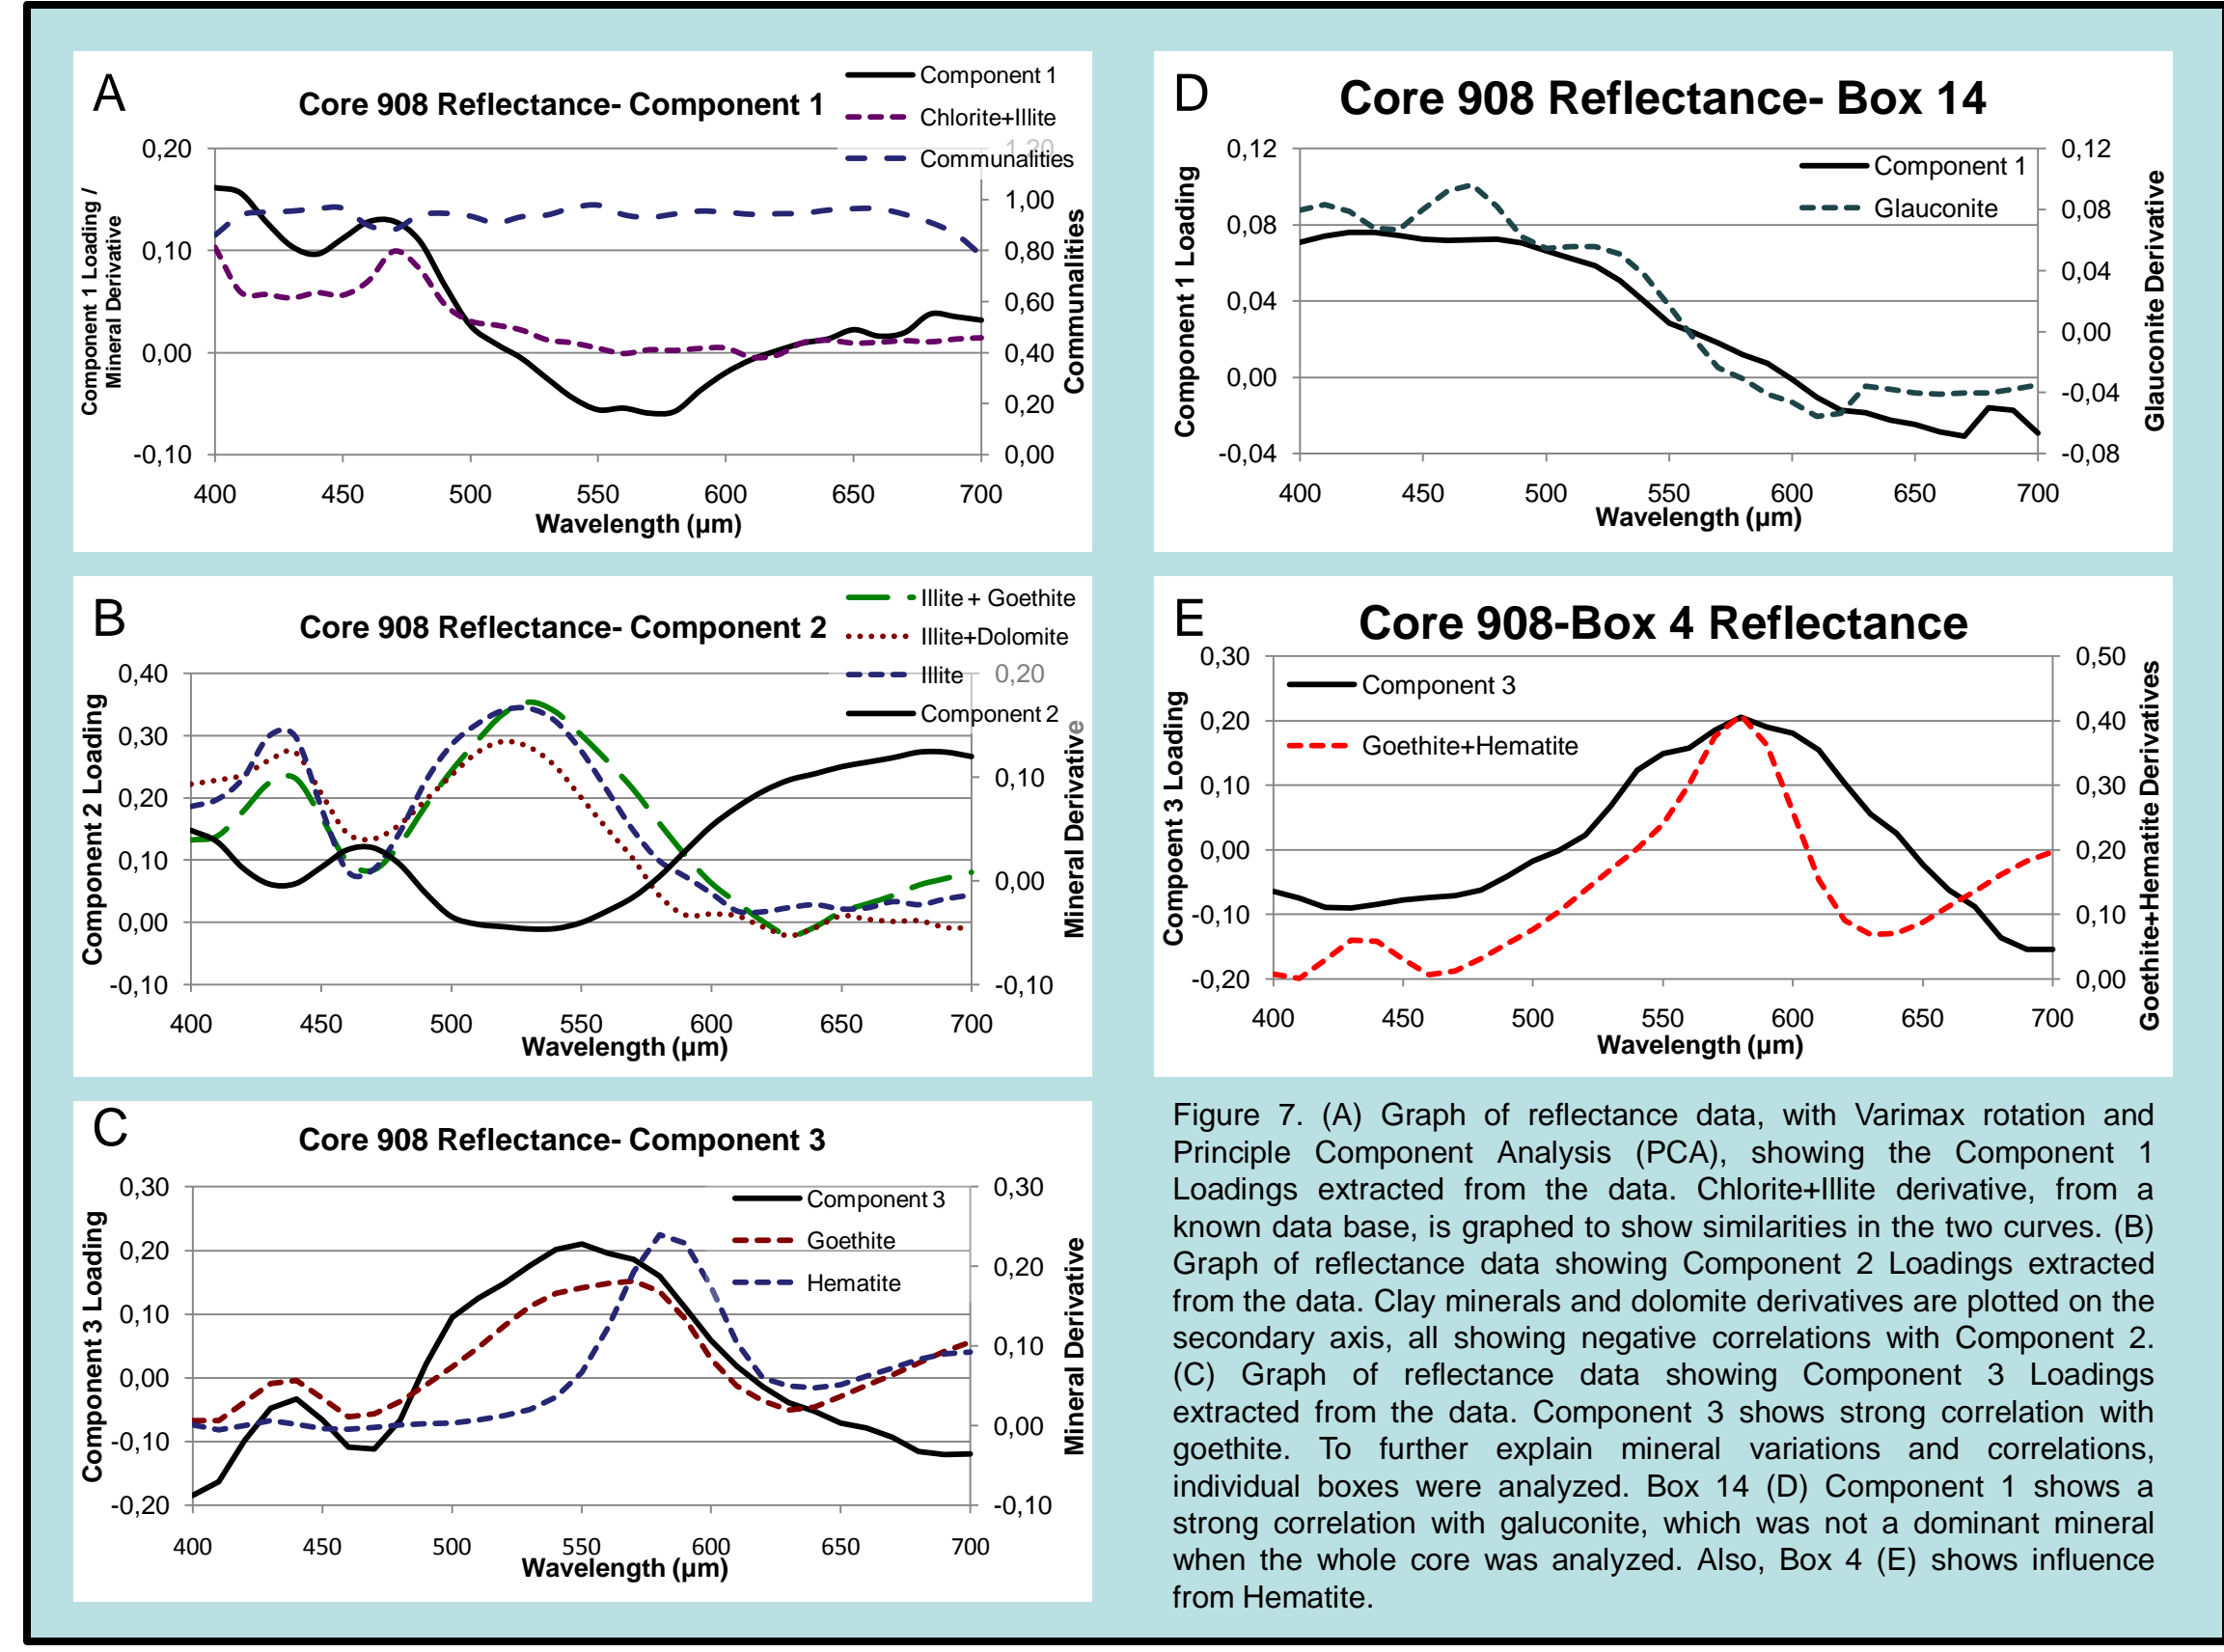 A
Core 908 Reflectance- Component 1
Component 1
Chlorite+Illite
Communalities
0,20
0,10
0,00
-0,10
1,20
1,00
0,80
0,60
0,40
0,20
0,00
Component 1 Loading /
Mineral Derivative
Communalities
400 450 500 550 600 650 700
Wavelength (µm)
B
Core 908 Reflectance- Component 2
Illite + Goethite
Illite+Dolomite
Illite
Component 2
0,40
0,30
0,20
0,10
0,00
-0,10
0,20
0,10
0,00
-0,10
Component 2 Loading
Mineral Derivative
400 450 500 550 600 650 700
Wavelength (µm)
C
Core 908 Reflectance- Component 3
Component 3
Goethite
Hematite
0,30
0,20
0,10
0,00
-0,10
-0,20
0,30
0,20
0,10
0,00
-0,10
Component 3 Loading
Mineral Derivative
400 450 500 550 600 650 700
Wavelength (µm)
D
Core 908 Reflectance- Box 14
Component 1
Glauconite
0,12
0,08
0,04
0,00
-0,04
0,12
0,08
0,04
0,00
-0,04
-0,08
Component 1 Loading
Glauconite Derivative
400 450 500 550 600 650 700
Wavelength (µm)
E
Core 908-Box 4 Reflectance
Component 3
Goethite+Hematite
0,30
0,20
0,10
0,00
-0,10
-0,20
0,50
0,40
0,30
0,20
0,10
0,00
Compoent 3 Loading
Goethite+Hematite Derivatives
400 450 500 550 600 650 700
Wavelength (µm)
Figure 7. (A) Graph of reflectance data, with Varimax rotation and
Principle Component Analysis (PCA), showing the Component 1
Loadings extracted from the data. Chlorite+Illite derivative, from a
known data base, is graphed to show similarities in the two curves. (B)
Graph of reflectance data showing Component 2 Loadings extracted
from the data. Clay minerals and dolomite derivatives are plotted on the
secondary axis, all showing negative correlations with Component 2.
(C) Graph of reflectance data showing Component 3 Loadings
extracted from the data. Component 3 shows strong correlation with
goethite. To further explain mineral variations and correlations,
individual boxes were analyzed. Box 14 (D) Component 1 shows a
strong correlation with galuconite, which was not a dominant mineral
when the whole core was analyzed. Also, Box 4 (E) shows influence
from Hematite.